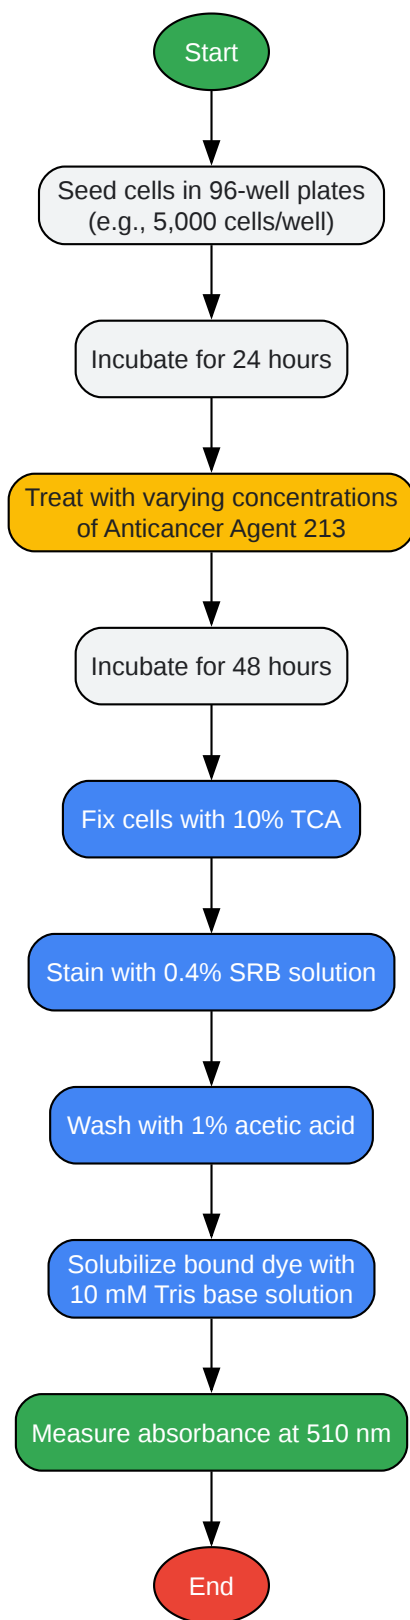 Start
Seed cells in 96-well plates
(e.g., 5,000 cells/well)
Incubate for 24 hours
Treat with varying concentrations
of Anticancer Agent 213
Incubate for 48 hours
Fix cells with 10% TCA
Stain with 0.4% SRB solution
Wash with 1% acetic acid
Solubilize bound dye with
10 mM Tris base solution
Measure absorbance at 510 nm
End